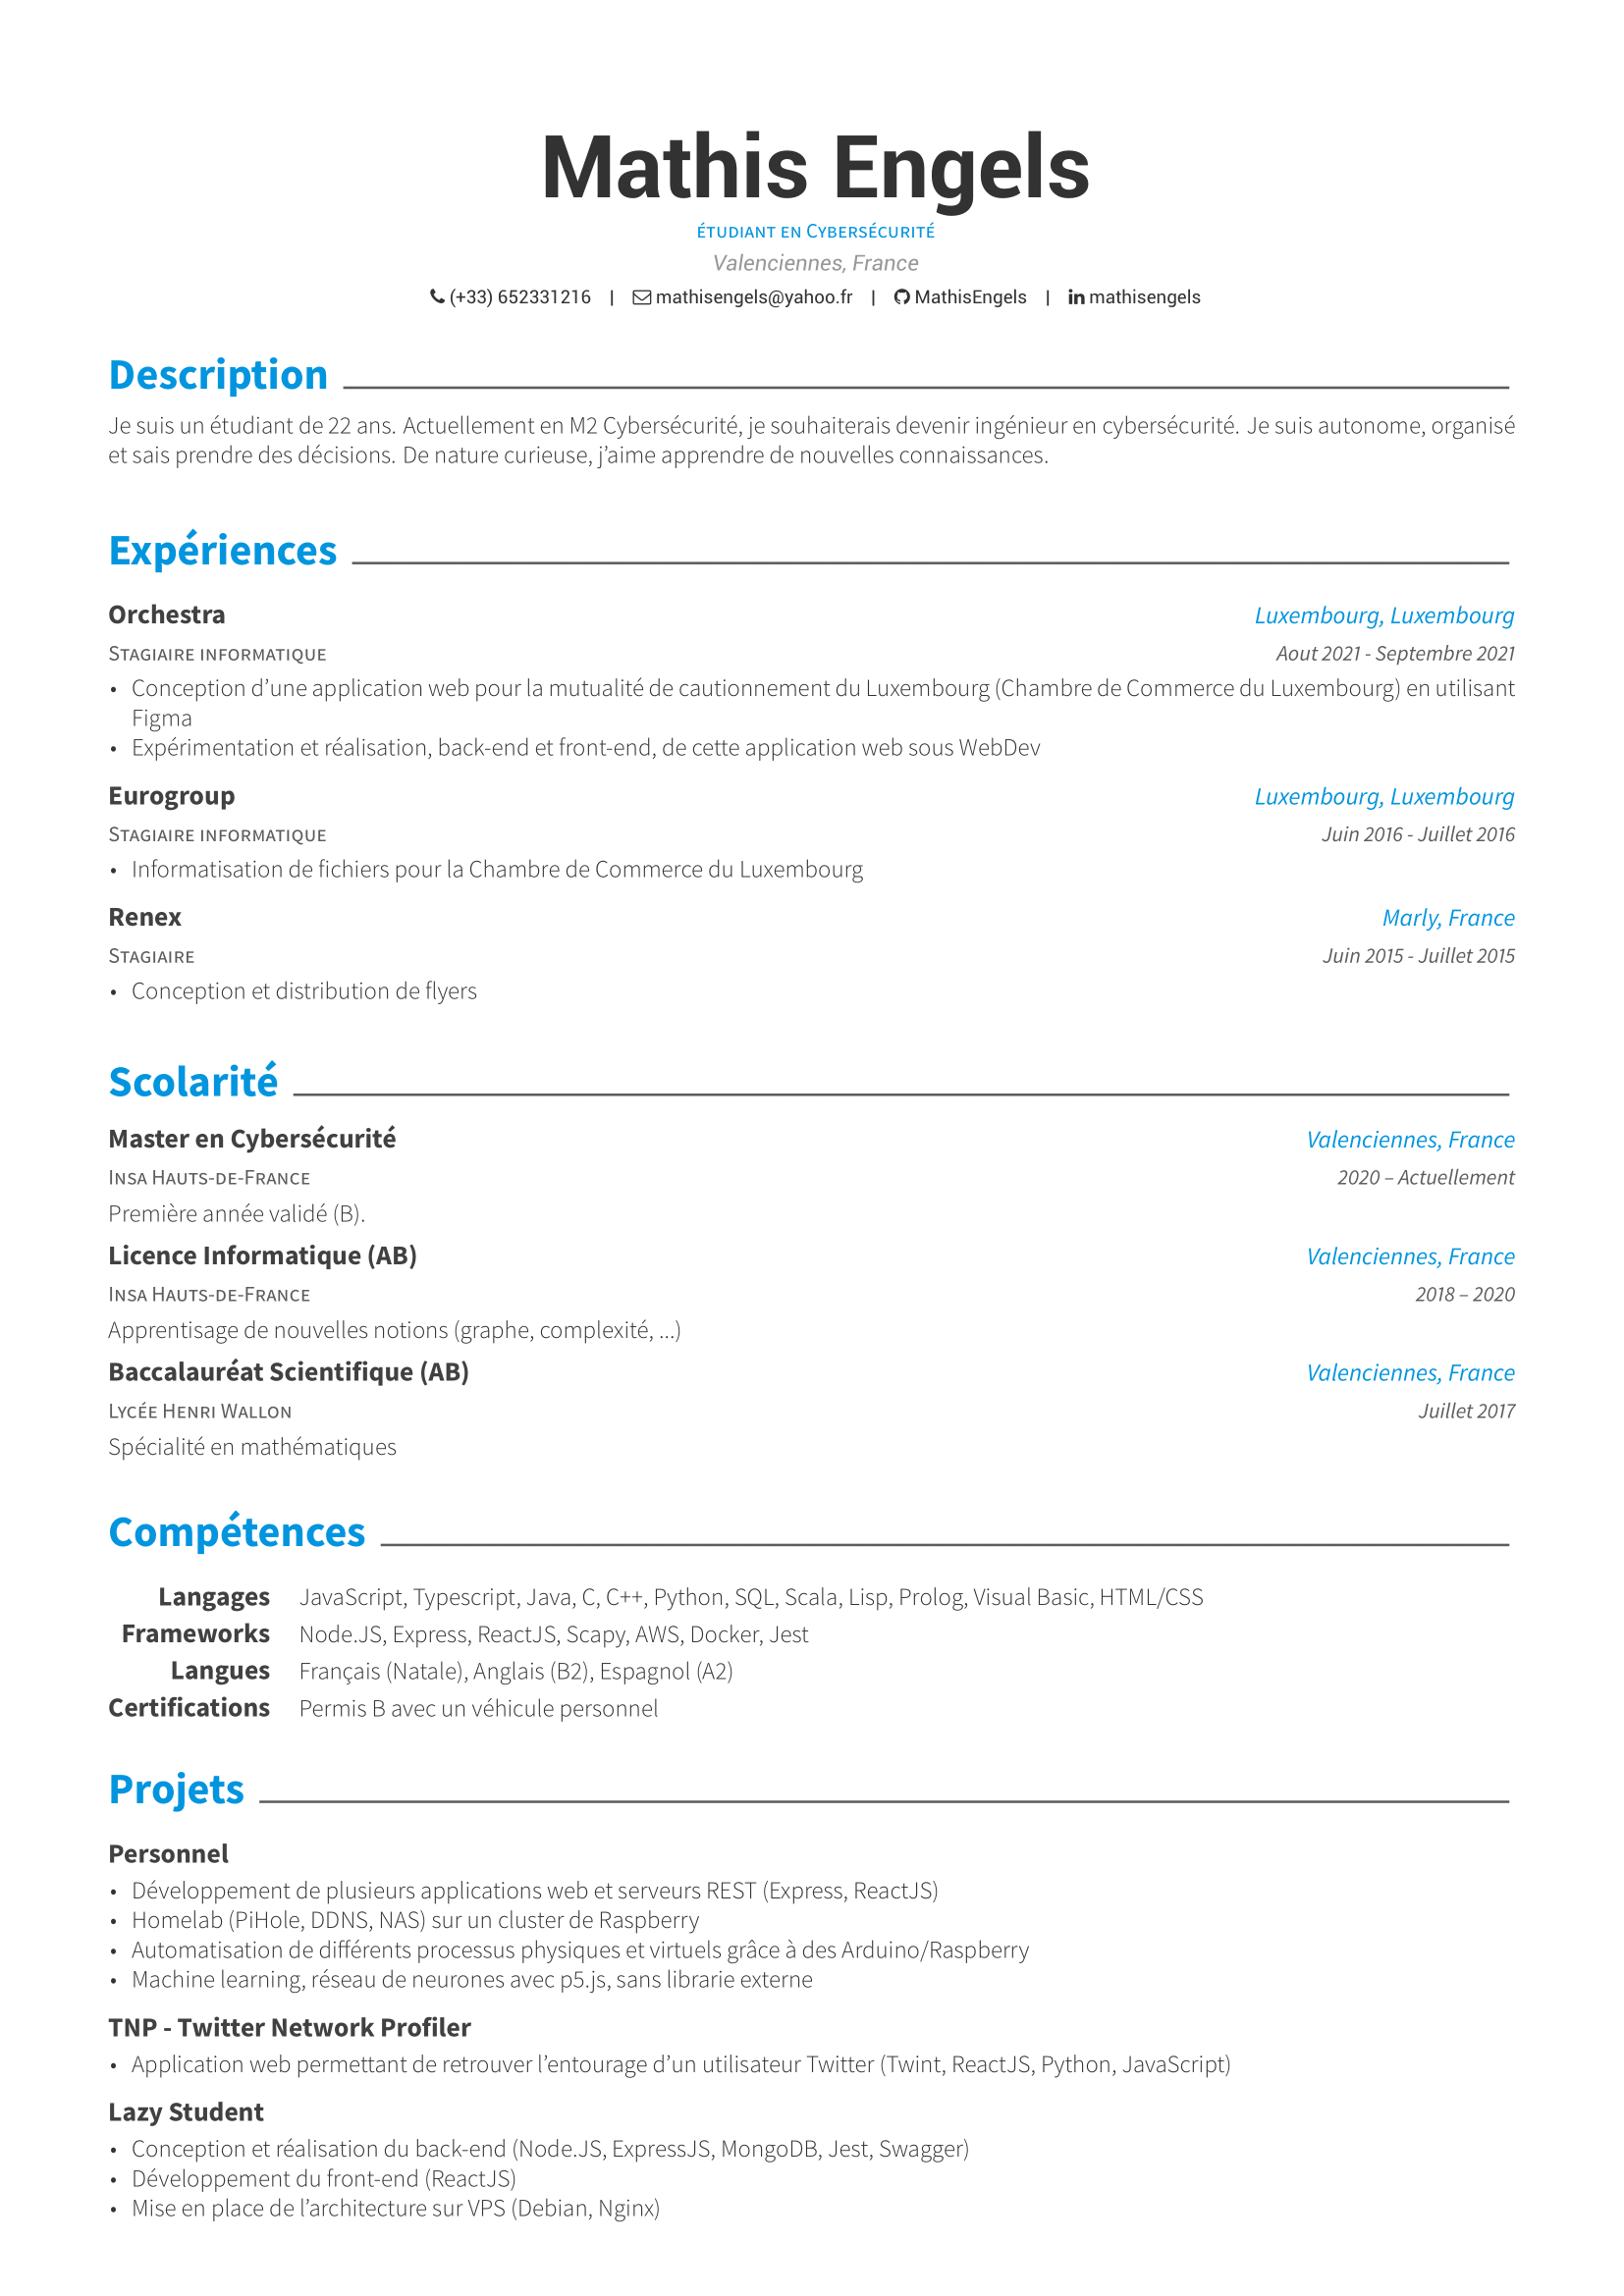 Mathis Engels
étudiant en Cybersécurité
Valenciennes, France
(+33) 652331216 | mathisengels@yahoo.fr | MathisEngels | mathisengels
Description
Je suis un étudiant de 22 ans. Actuellement en M2 Cybersécurité, je souhaiterais devenir ingénieur en cybersécurité. Je suis autonome, organisé
et sais prendre des décisions. De nature curieuse, j’aime apprendre de nouvelles connaissances.
Expériences
Orchestra Luxembourg, Luxembourg
Stagiaire informatique Aout 2021 - Septembre 2021
• Conception d’une application web pour la mutualité de cautionnement du Luxembourg (Chambre de Commerce du Luxembourg) en utilisant
Figma
• Expérimentation et réalisation, back-end et front-end, de cette application web sous WebDev
Eurogroup Luxembourg, Luxembourg
Stagiaire informatique Juin 2016 - Juillet 2016
• Informatisation de fichiers pour la Chambre de Commerce du Luxembourg
Renex Marly, France
Stagiaire Juin 2015 - Juillet 2015
• Conception et distribution de flyers
Scolarité
Master en Cybersécurité Valenciennes, France
Insa Hauts-de-France 2020 – Actuellement
Première année validé (B).
Licence Informatique (AB) Valenciennes, France
Insa Hauts-de-France 2018 – 2020
Apprentisage de nouvelles notions (graphe, complexité, ...)
Baccalauréat Scientifique (AB) Valenciennes, France
Lycée Henri Wallon Juillet 2017
Spécialité en mathématiques
Compétences
Langages JavaScript, Typescript, Java, C, C++, Python, SQL, Scala, Lisp, Prolog, Visual Basic, HTML/CSS
Frameworks Node.JS, Express, ReactJS, Scapy, AWS, Docker, Jest
Langues Français (Natale), Anglais (B2), Espagnol (A2)
Certifications Permis B avec un véhicule personnel
Projets
Personnel
• Développement de plusieurs applications web et serveurs REST (Express, ReactJS)
• Homelab (PiHole, DDNS, NAS) sur un cluster de Raspberry
• Automatisation de différents processus physiques et virtuels grâce à des Arduino/Raspberry
• Machine learning, réseau de neurones avec p5.js, sans librarie externe
TNP - Twitter Network Profiler
• Application web permettant de retrouver l’entourage d’un utilisateur Twitter (Twint, ReactJS, Python, JavaScript)
Lazy Student
• Conception et réalisation du back-end (Node.JS, ExpressJS, MongoDB, Jest, Swagger)
• Développement du front-end (ReactJS)
• Mise en place de l’architecture sur VPS (Debian, Nginx)